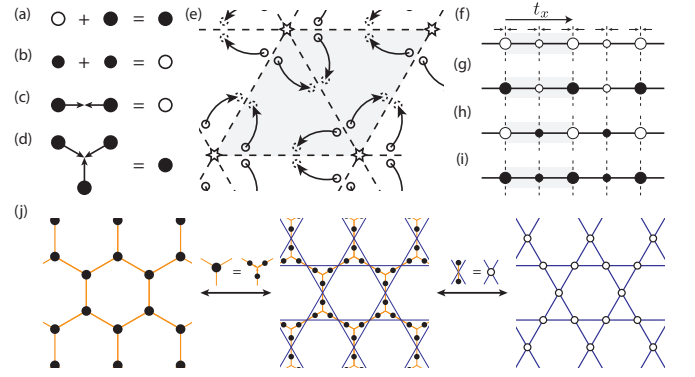 (a) + =
(b) + =
(c) =
(d) =
(e)
(f) t_x
(g)
(h)
(i)
(j)
= =